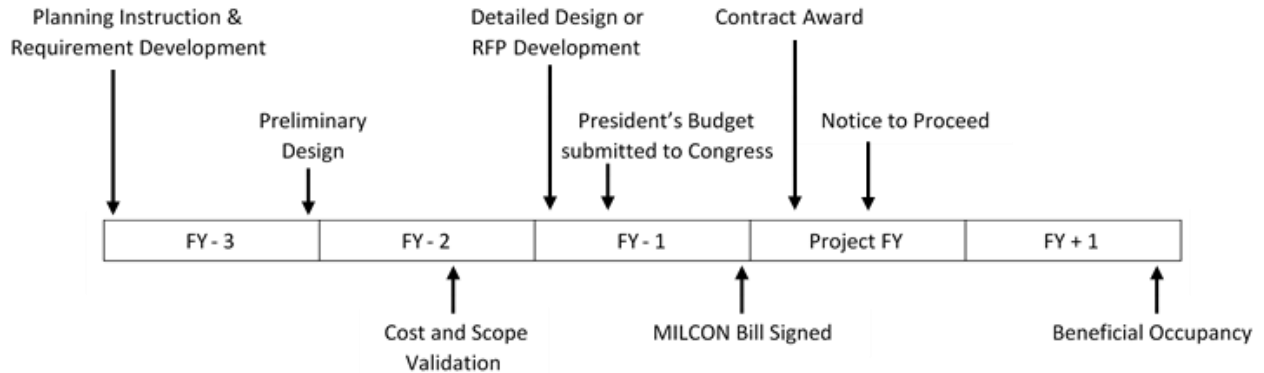 Planning Instruction &
Requirement Development
Detailed Design or
RFP Development
Contract Award
Preliminary
Design
President's Budget
submitted to Congress
Notice to Proceed
FY - 3
FY - 2
FY - 1
Project FY
FY + 1
Cost and Scope
Validation
MILCON Bill Signed
Beneficial Occupancy